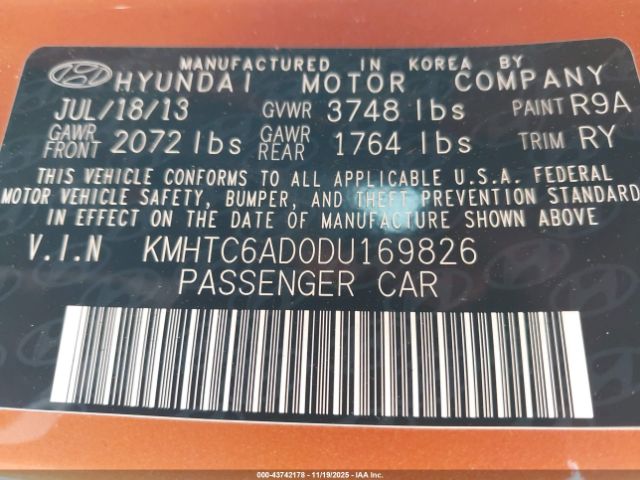 MANUFACTURED IN KOREA BY
HYUNDAI MOTOR COMPANY
JUL/18/13 GVWR 3748 lbs PAINT R9A
GAWR FRONT 2072 lbs GAWR REAR 1764 lbs TRIM RY
THIS VEHICLE CONFORMS TO ALL APPLICABLE U.S.A. FEDERAL
MOTOR VEHICLE SAFETY, BUMPER, AND THEFT PREVENTION STANDARD
IN EFFECT ON THE DATE OF MANUFACTURE SHOWN ABOVE
V.I.N KMHTC6AD0DU169826
PASSENGER CAR
000-43742178 - 11/19/2025 - IAA Inc.